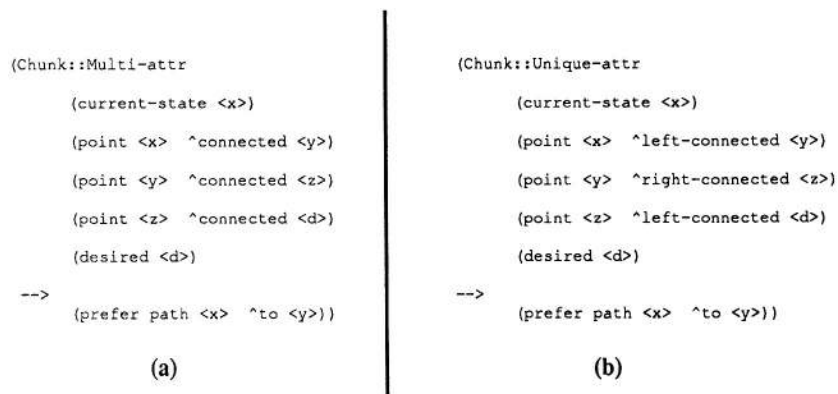 (Chunk::Multi-attr
(current-state <x>)
(point <x> ^connected <y>)
(point <y> ^connected <z>)
(point <z> ^connected <d>)
(desired <d>)
-->
(prefer path <x> ^to <y>))
(a)
(Chunk::Unique-attr
(current-state <x>)
(point <x> ^left-connected <y>)
(point <y> ^right-connected <z>)
(point <z> ^left-connected <d>)
(desired <d>)
-->
(prefer path <x> ^to <y>))
(b)